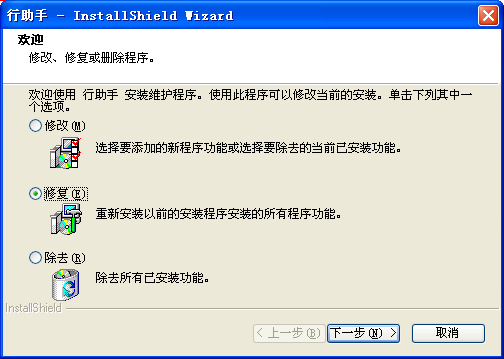 行助手 - InstallShield Wizard
欢迎
修改、修复或删除程序。
欢迎使用 行助手 安装维护程序。使用此程序可以修改当前的安装。单击下列其中一
个选项。
修改(M)
选择要添加的新程序功能或选择要除去的当前已安装功能。
修复(E)
重新安装以前的安装程序安装的所有程序功能。
除去(R)
除去所有已安装功能。
InstallShield
< 上一步(B) 下一步(N) > 取消